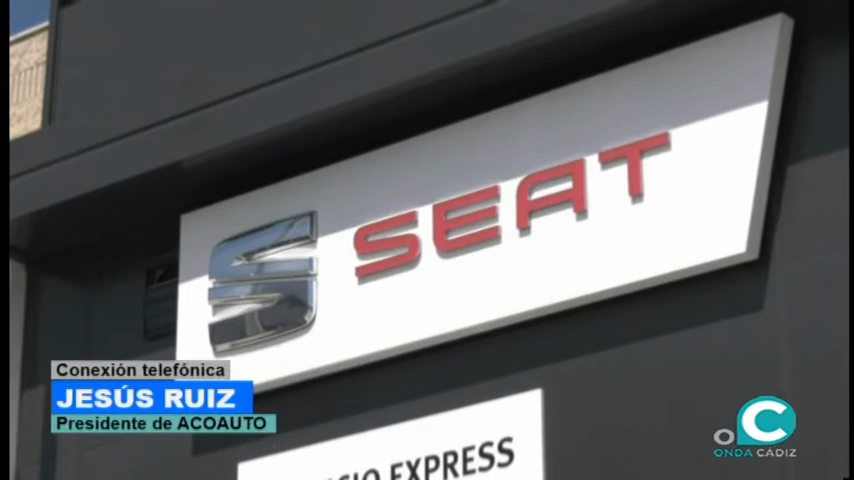 SEAT
EXPRESS
Conexión telefónica
JESÚS RUIZ
Presidente de ACOAUTO
ONDA CÁDIZ